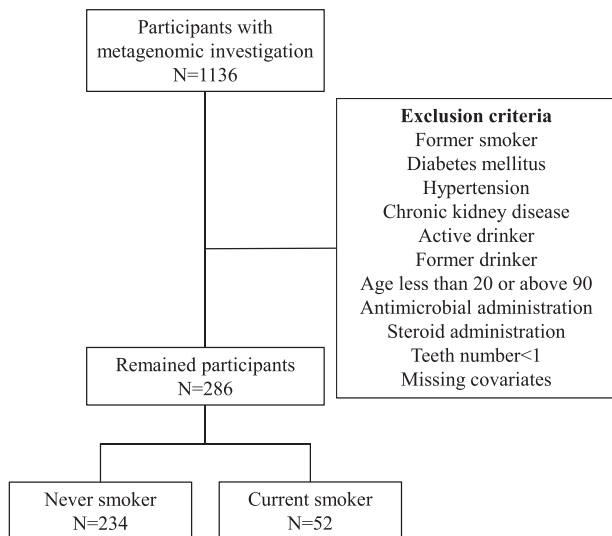 Participants with
metagenomic investigation
N=1136
Exclusion criteria
Former smoker
Diabetes mellitus
Hypertension
Chronic kidney disease
Active drinker
Former drinker
Age less than 20 or above 90
Antimicrobial administration
Steroid administration
Teeth number<1
Missing covariates
Remained participants
N=286
Never smoker
N=234
Current smoker
N=52